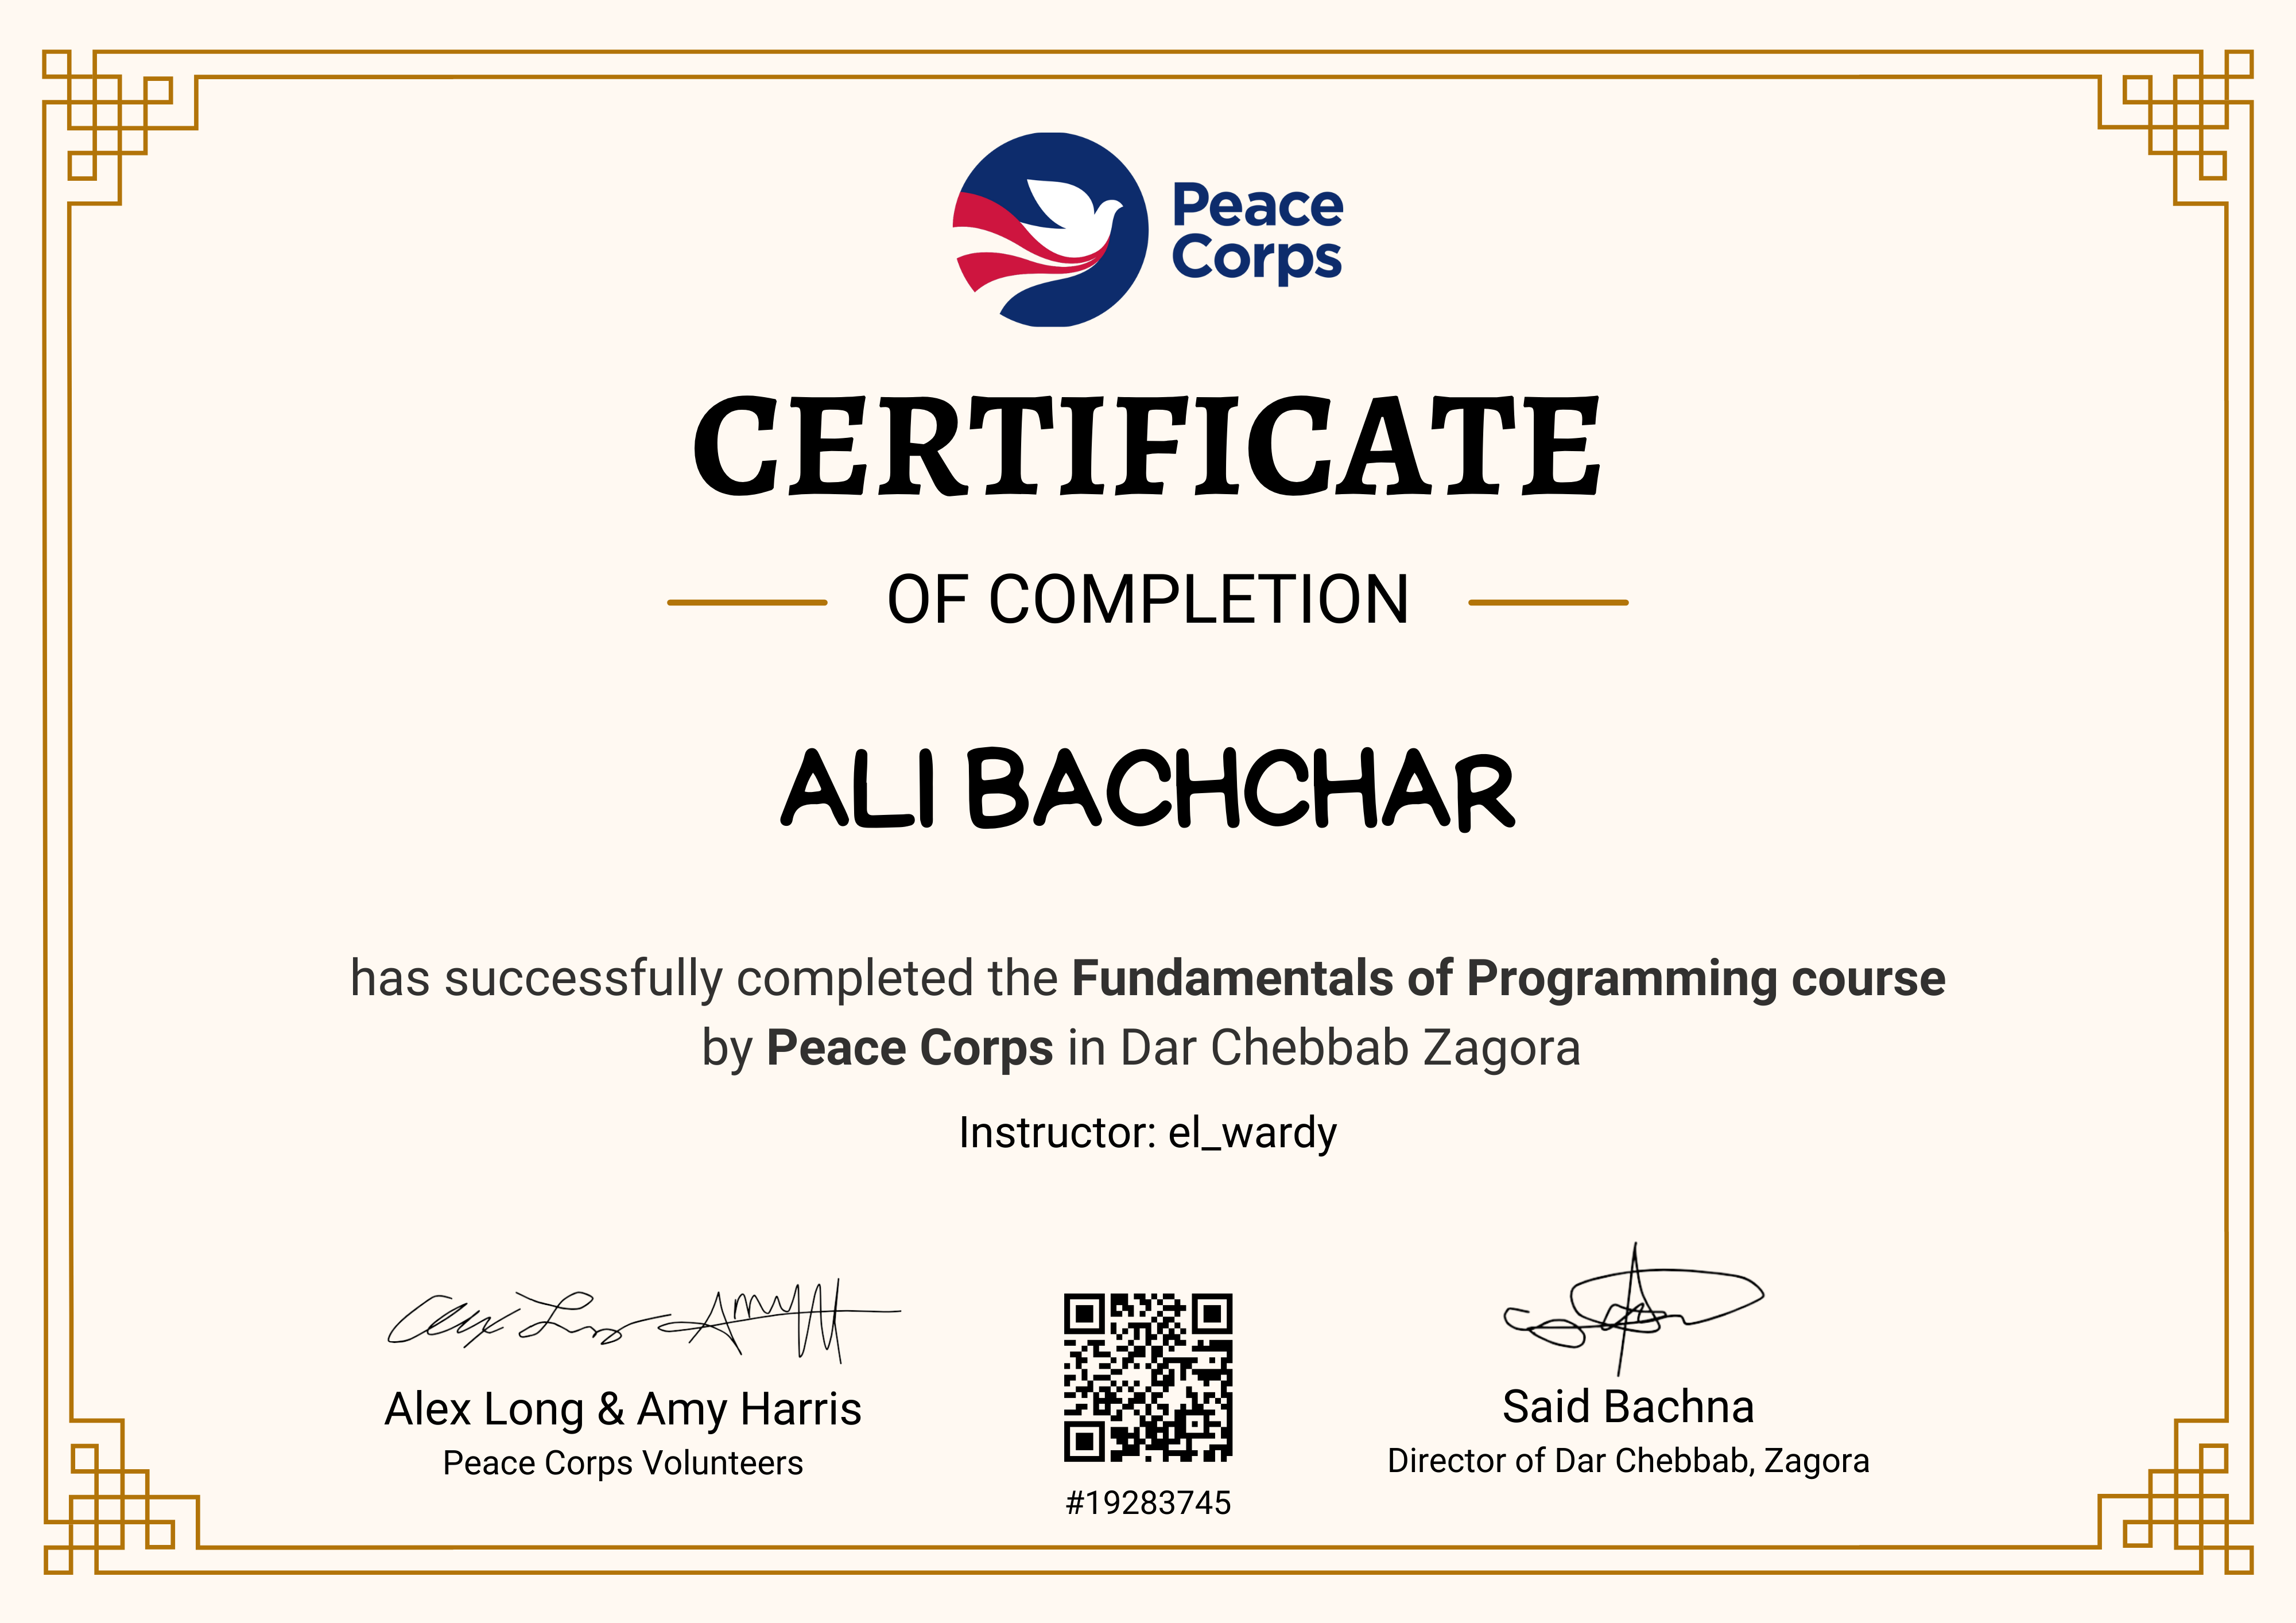 Peace
Corps
CERTIFICATE
OF COMPLETION
ALI BACHCHAR
has successfully completed the Fundamentals of Programming course
by Peace Corps in Dar Chebbab Zagora
Instructor: el_wardy
Alex Long & Amy Harris
Peace Corps Volunteers
#19283745
Said Bachna
Director of Dar Chebbab, Zagora